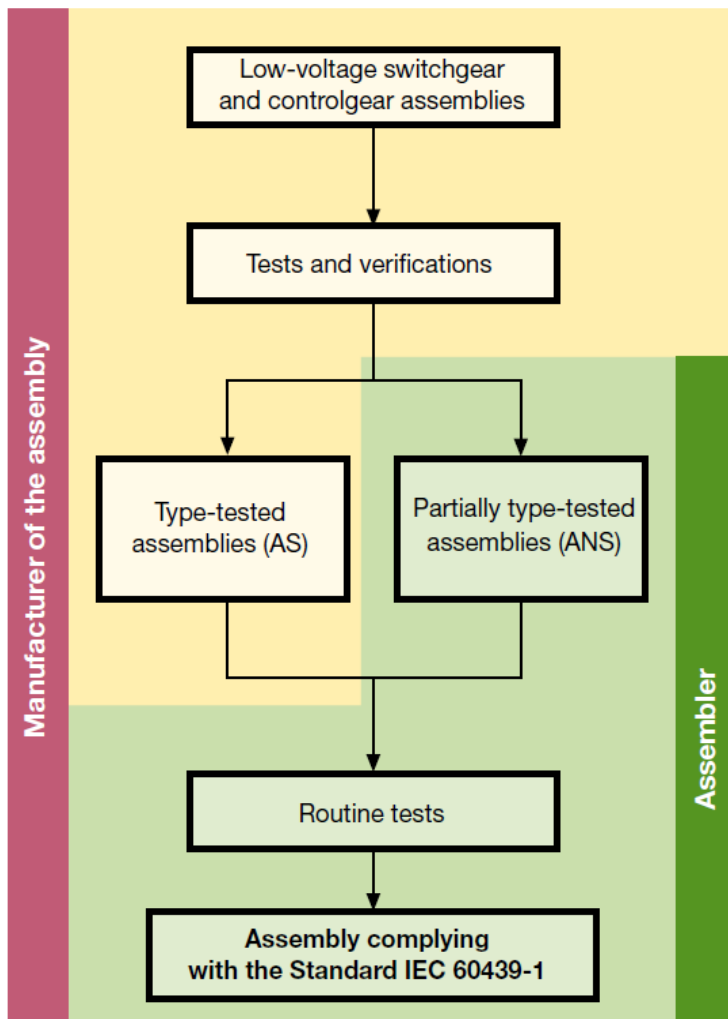 Low-voltage switchgear
and controlgear assemblies
Tests and verifications
Manufacturer of the assembly
Type-tested
assemblies (AS)
Partially type-tested
assemblies (ANS)
Assembler
Routine tests
Assembly complying
with the Standard IEC 60439-1